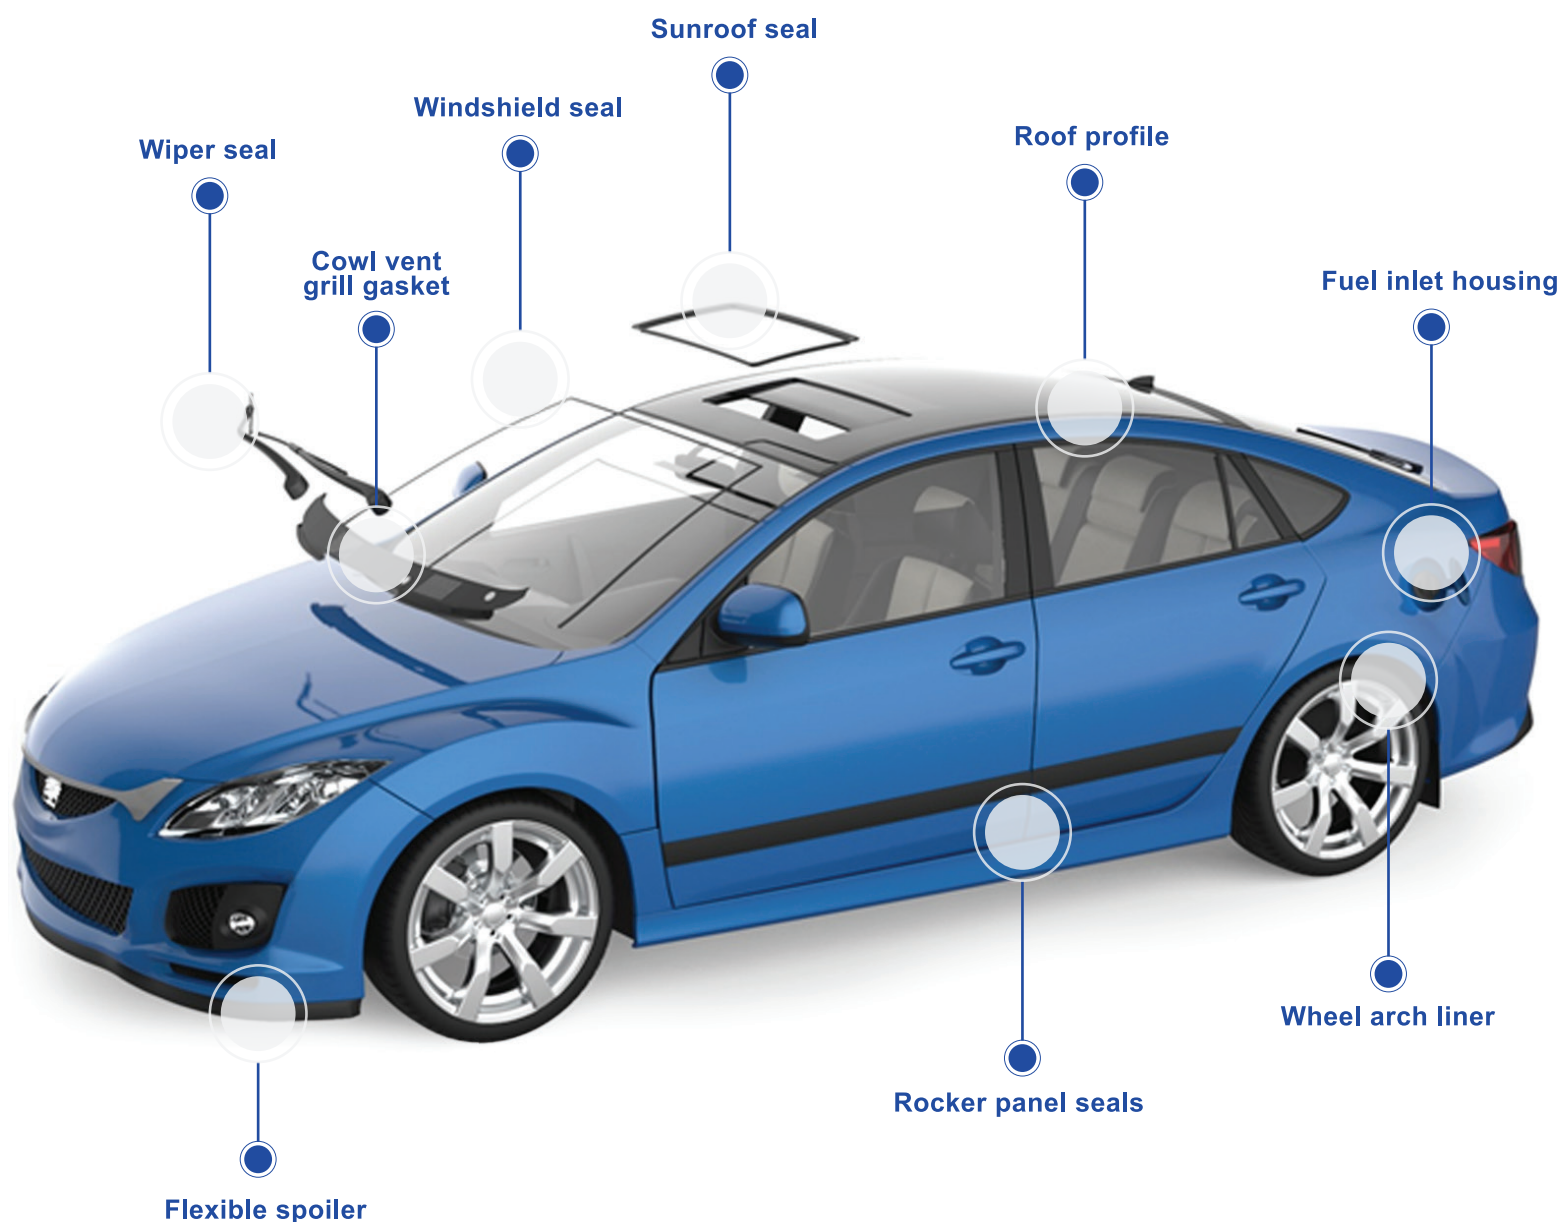 Sunroof seal
Windshield seal
Roof profile
Wiper seal
Cowl vent
grill gasket
Fuel inlet housing
Wheel arch liner
Rocker panel seals
Flexible spoiler